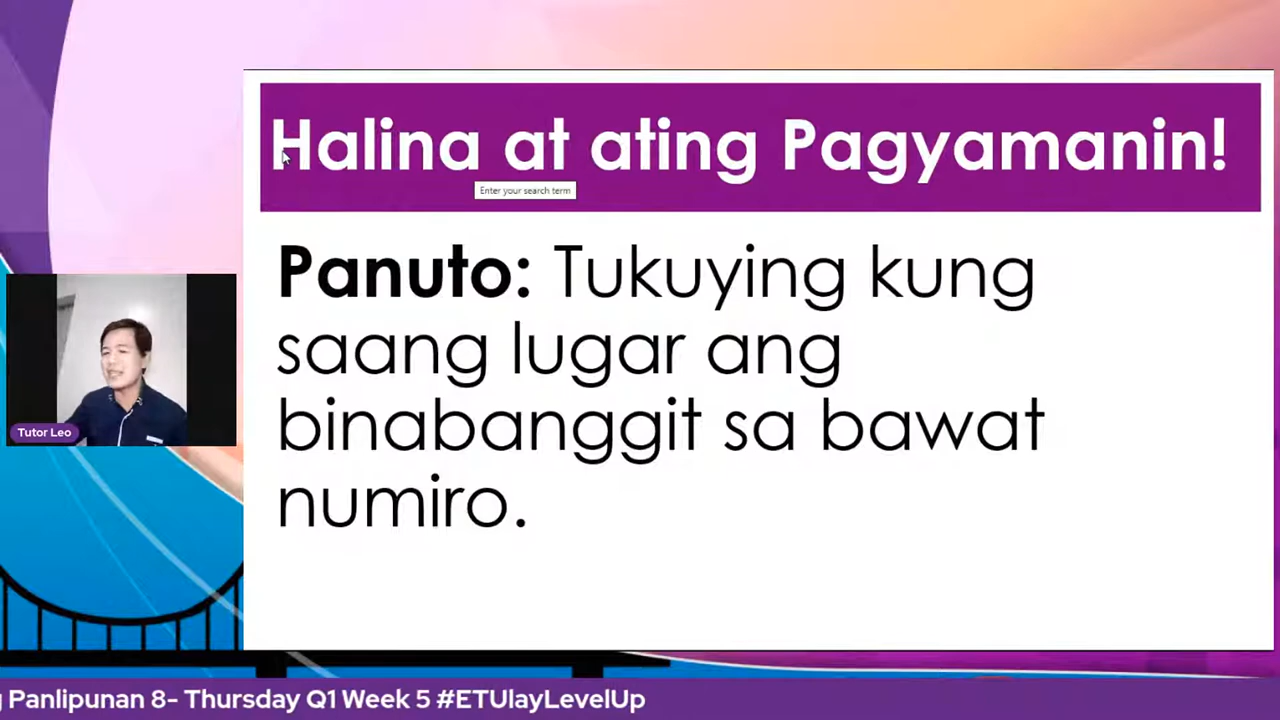 Halina at ating Pagyamanin!
Enter your search term
Panuto: Tukuying kung
saang lugar ang
binabanggit sa bawat
numiro.
Tutor Leo
Panlipunan 8- Thursday Q1 Week 5 #ETUlayLevelUp